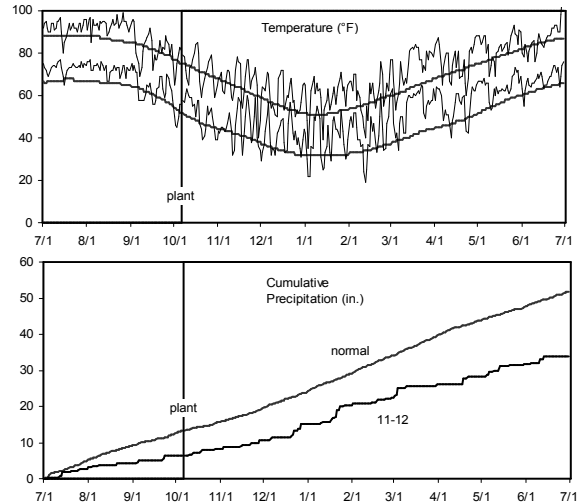 100
Temperature (°F)
80
60
40
20
plant
0
7/1 8/1 9/1 10/1 11/1 12/1 1/1 2/1 3/1 4/1 5/1 6/1 7/1
60
Cumulative
Precipitation (in.)
50
normal
40
30
20
plant
11-12
10
0
7/1 8/1 9/1 10/1 11/1 12/1 1/1 2/1 3/1 4/1 5/1 6/1 7/1